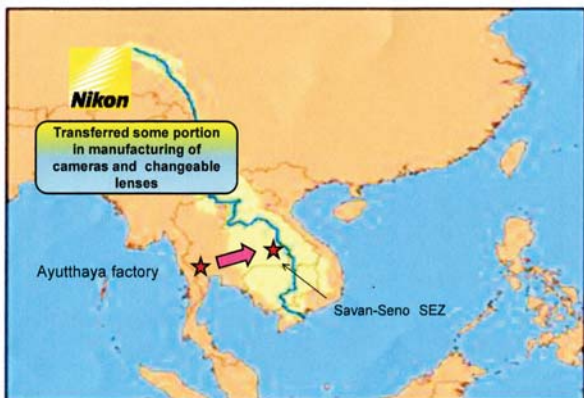 Nikon
Transferred some portion
in manufacturing of
cameras and changeable
lenses
Ayutthaya factory
Savan-Seno SEZ